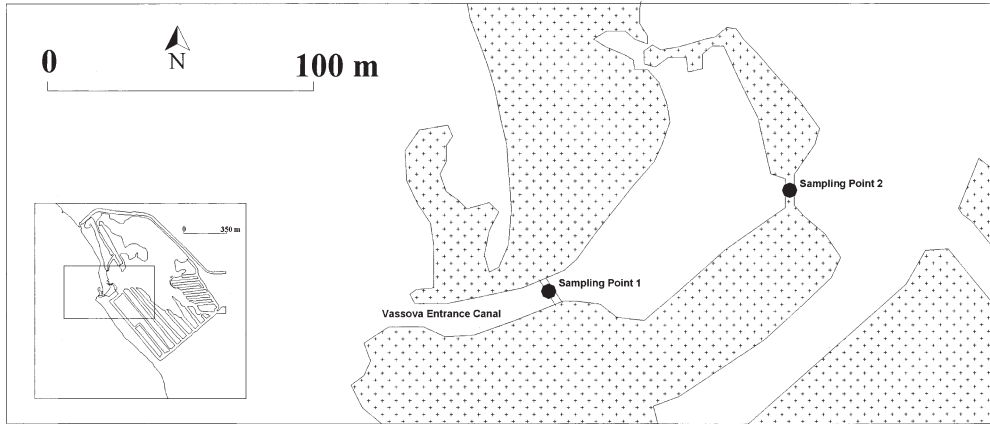 0 100 m
N
Sampling Point 2
0 350 m
Sampling Point 1
Vassova Entrance Canal